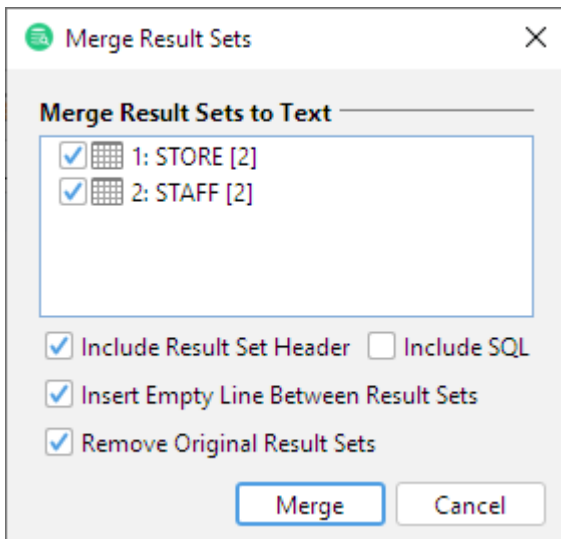 Merge Result Sets
Merge Result Sets to Text
1: STORE [2]
2: STAFF [2]
Include Result Set Header Include SQL
Insert Empty Line Between Result Sets
Remove Original Result Sets
Merge Cancel